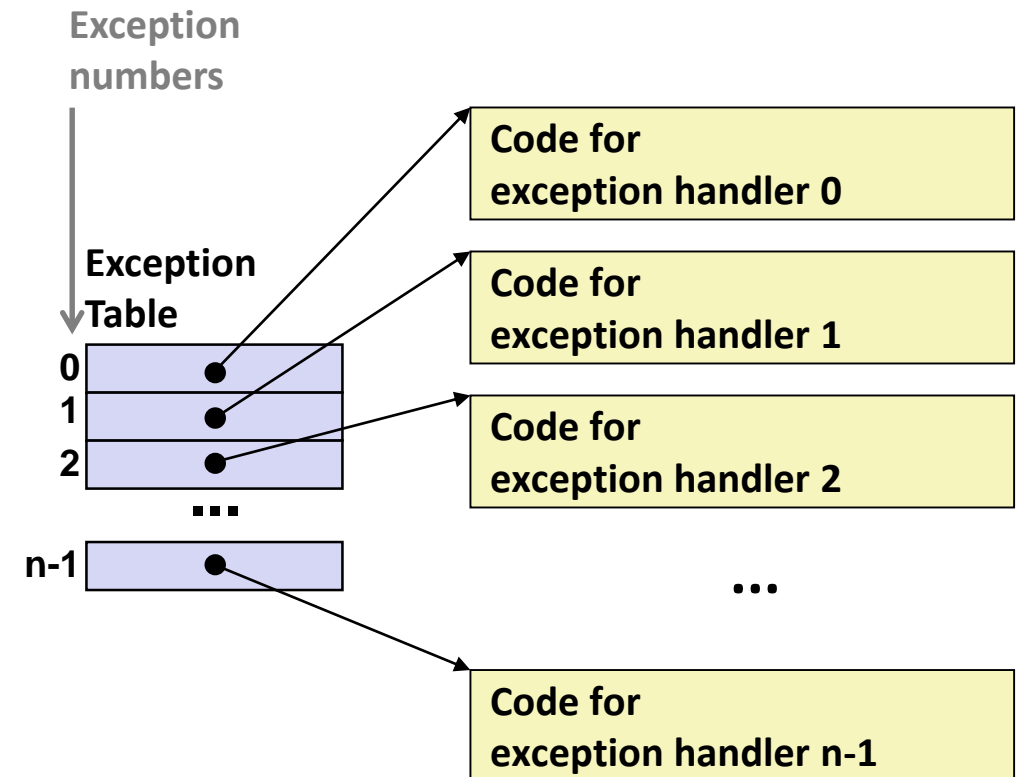 Exception
numbers
Code for
exception handler 0
Exception
Table
Code for
exception handler 1
0
1
2
...
n-1
Code for
exception handler 2
...
Code for
exception handler n-1